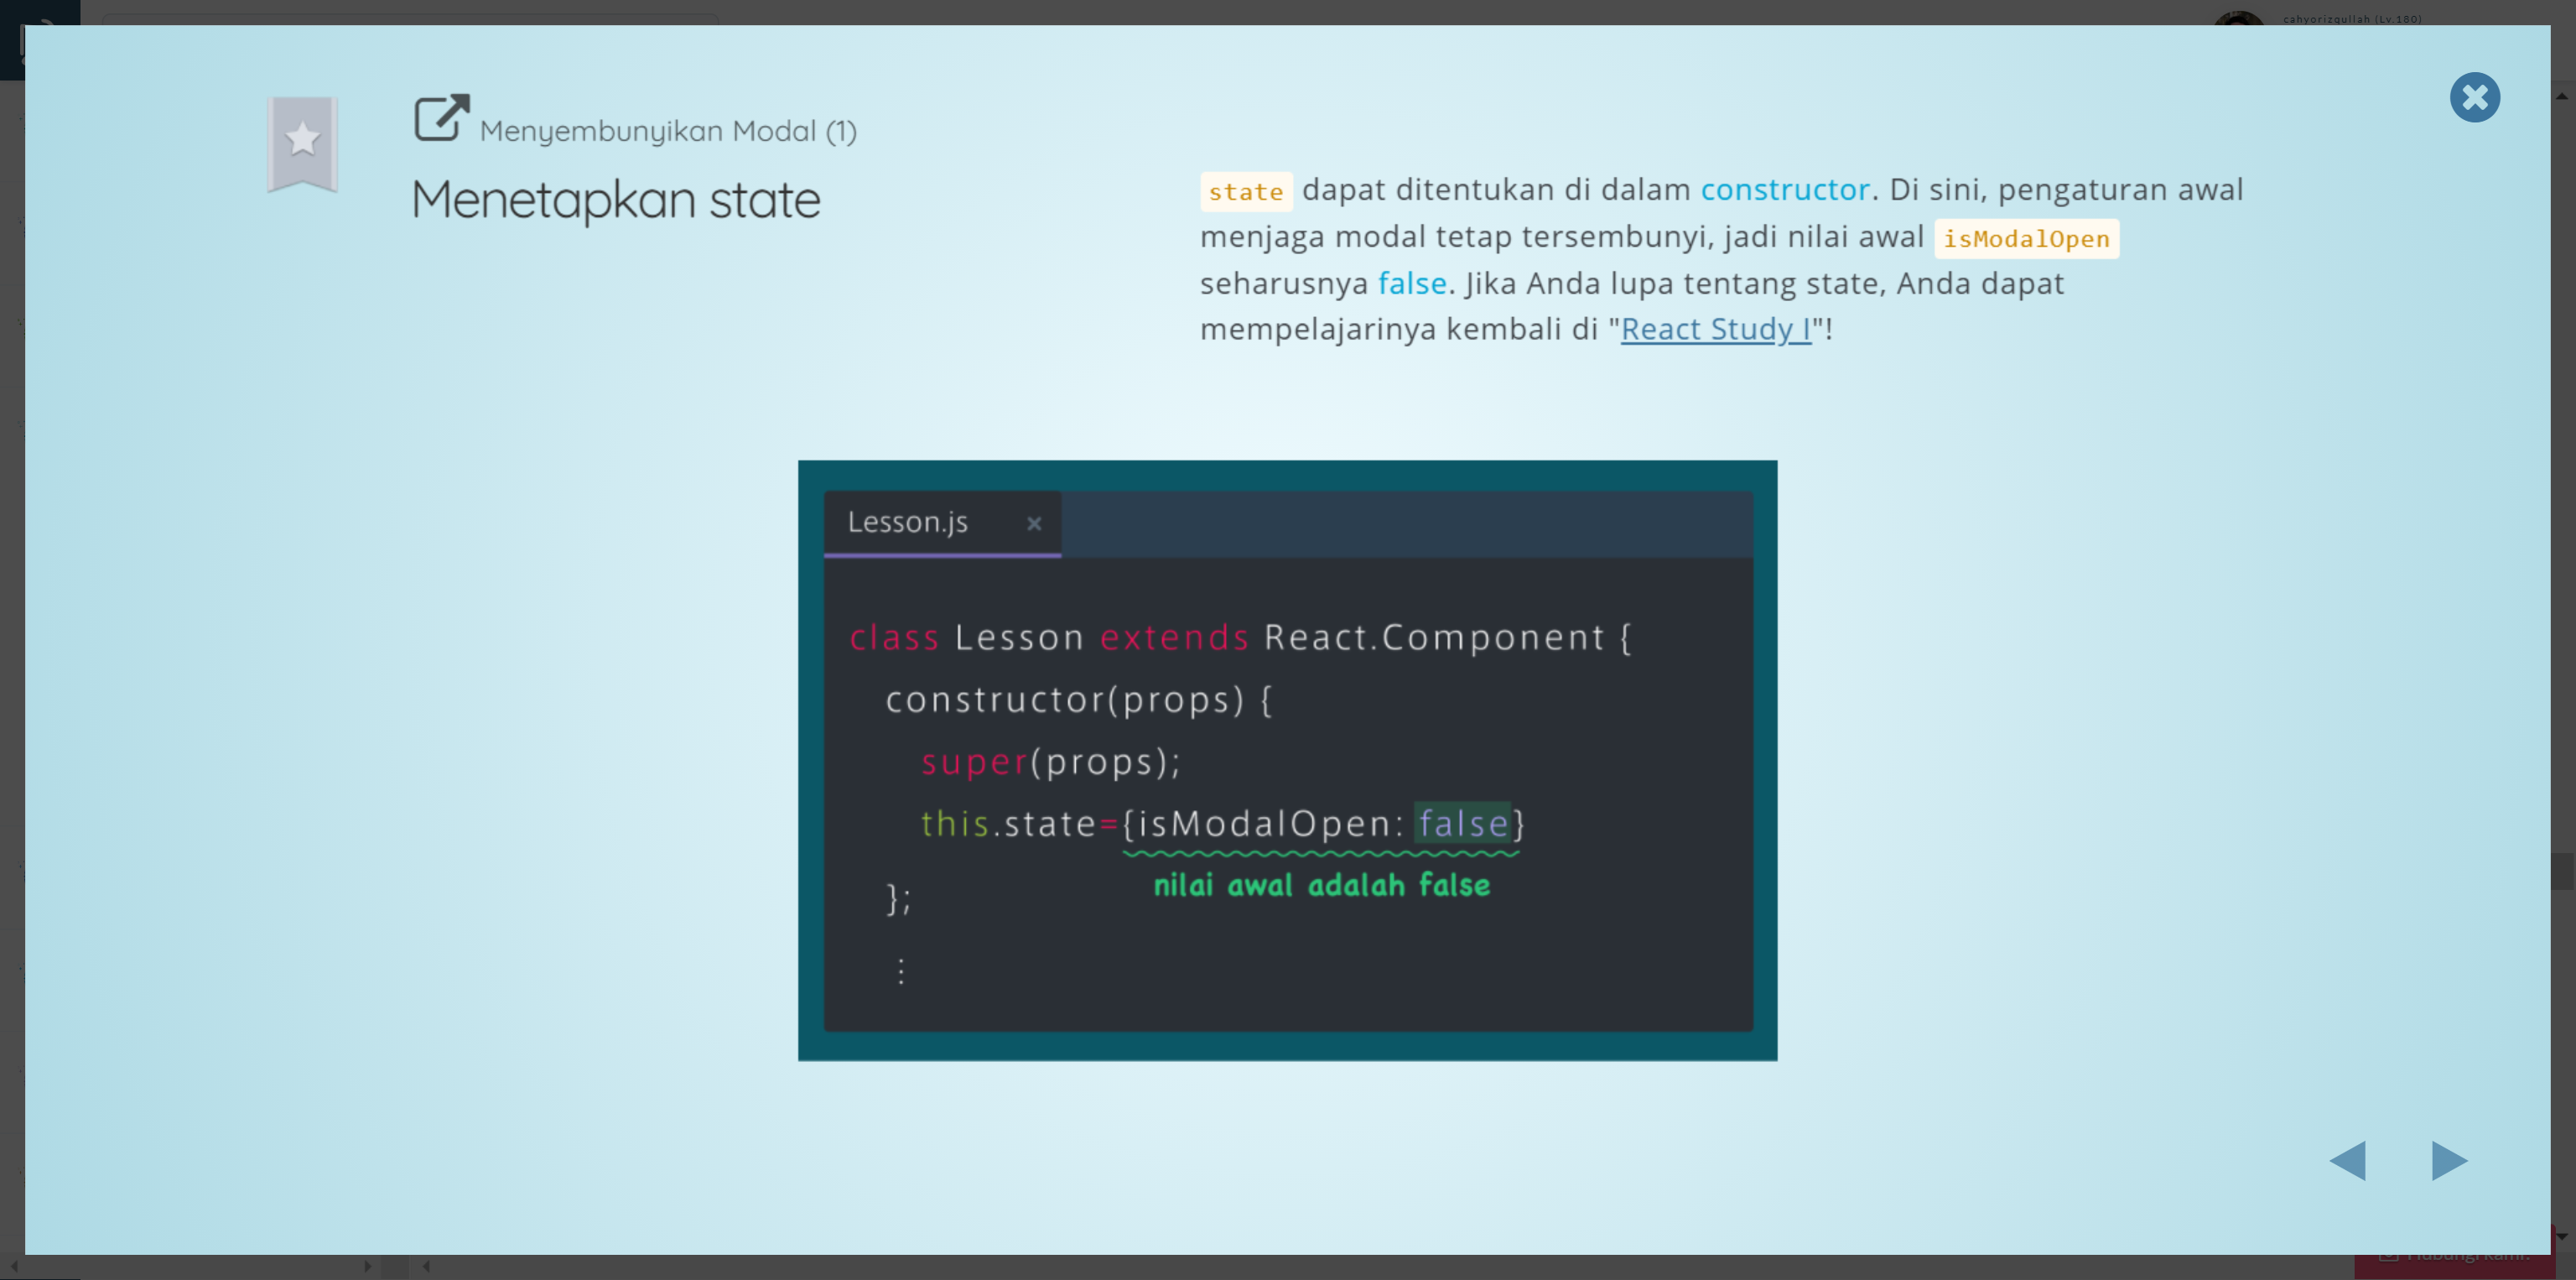 cahyorizqullah (Lv.180)
Menyembunyikan Modal (1)
Menetapkan state
state dapat ditentukan di dalam constructor. Di sini, pengaturan awal
menjaga modal tetap tersembunyi, jadi nilai awal isModalOpen
seharusnya false. Jika Anda lupa tentang state, Anda dapat
mempelajarinya kembali di "React Study I"!
Lesson.js
class Lesson extends React.Component {
constructor(props) {
super(props);
this.state={isModalOpen: false}
nilai awal adalah false
};
⋮
Hubungi kami!